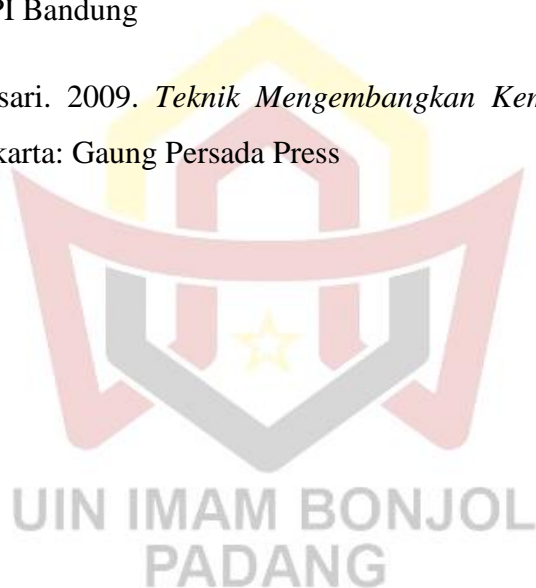 PI Bandung
sari. 2009. Teknik Mengembangkan Ken
karta: Gaung Persada Press
UIN IMAM BONJOL
PADANG